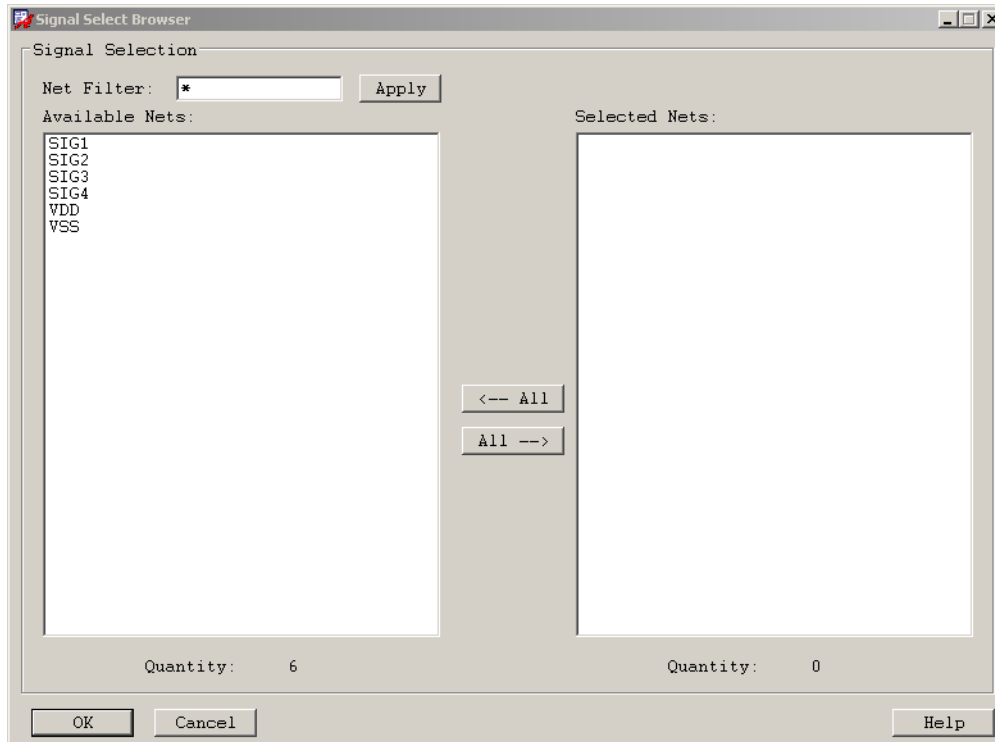 Signal Select Browser
Signal Selection
Net Filter: * Apply
Available Nets:
SIG1
SIG2
SIG3
SIG4
VDD
VSS
Selected Nets:
<-- All
All -->
Quantity: 6
Quantity: 0
OK Cancel Help